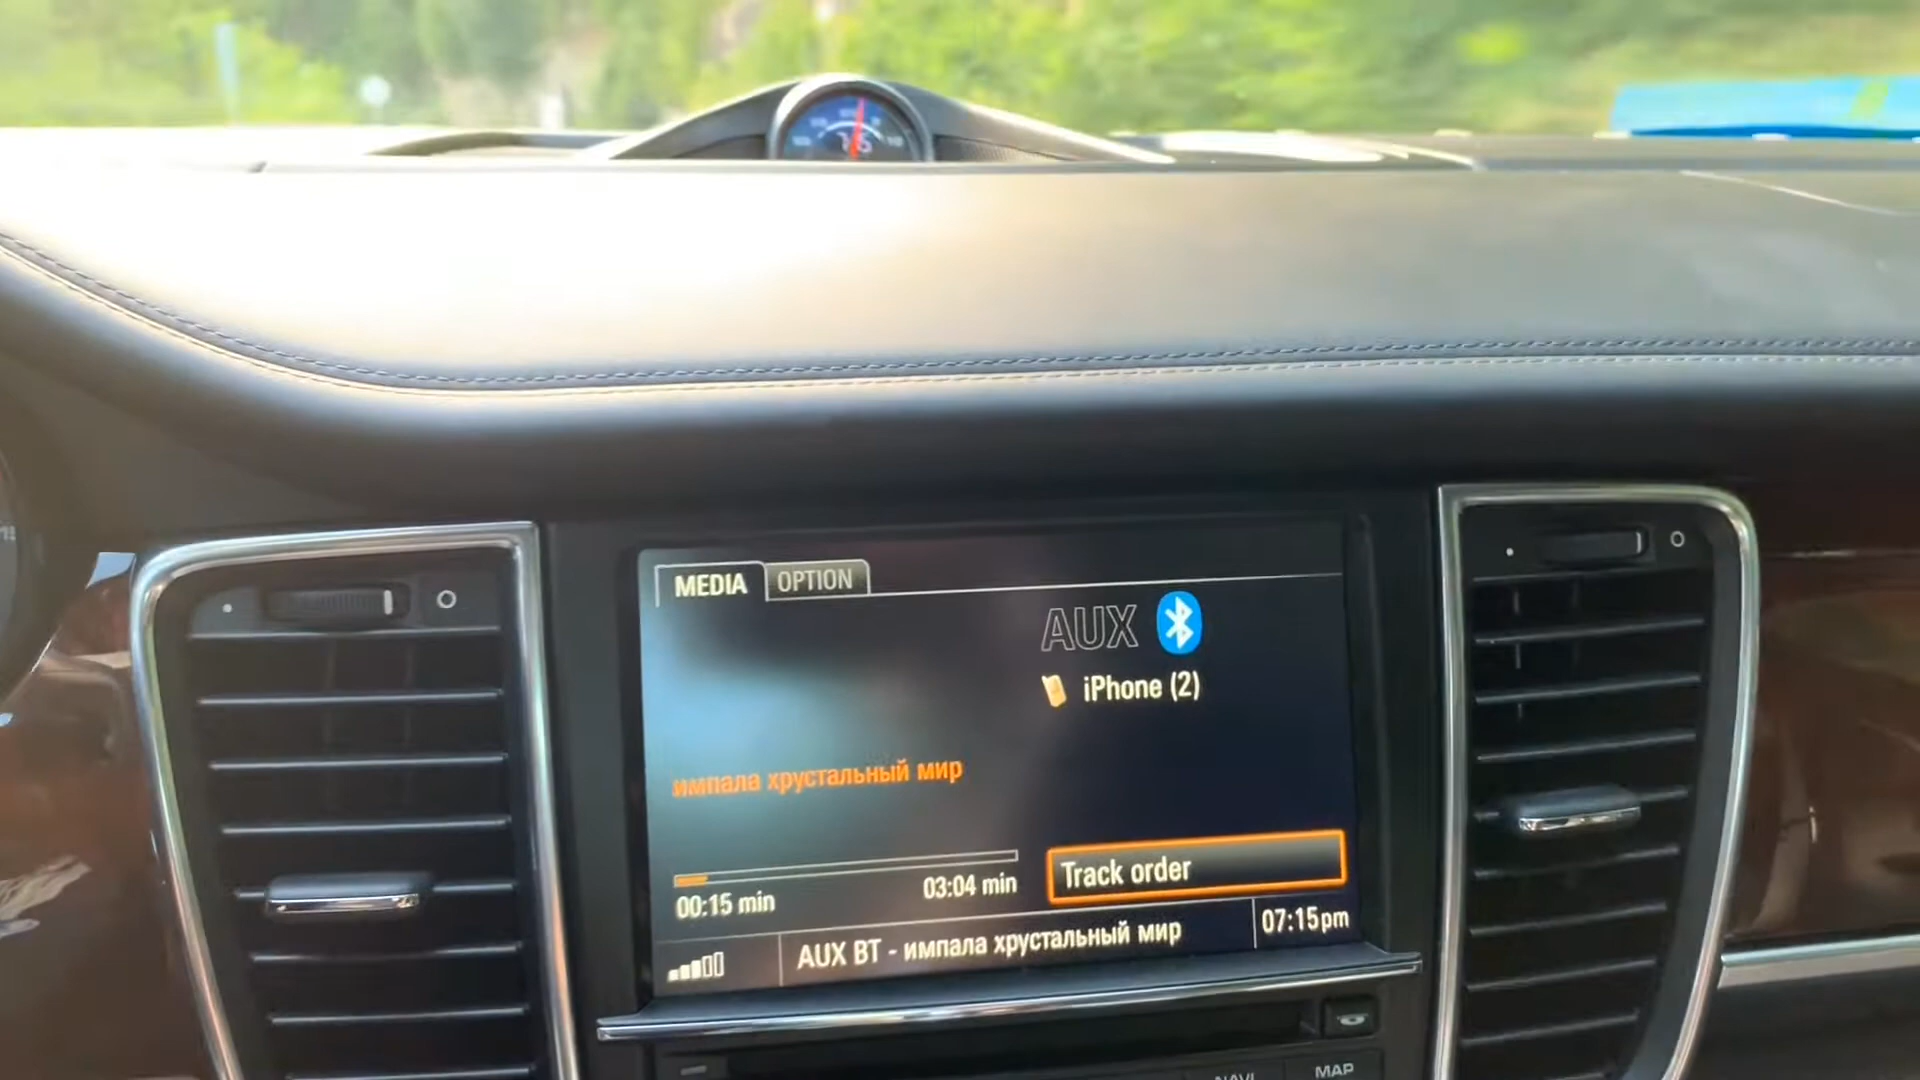 MEDIA
OPTION
AUX
iPhone (2)
импала хрустальный мир
00:15 min
03:04 min
Track order
AUX BT - импала хрустальный мир
07:15pm
NAVI
MAP